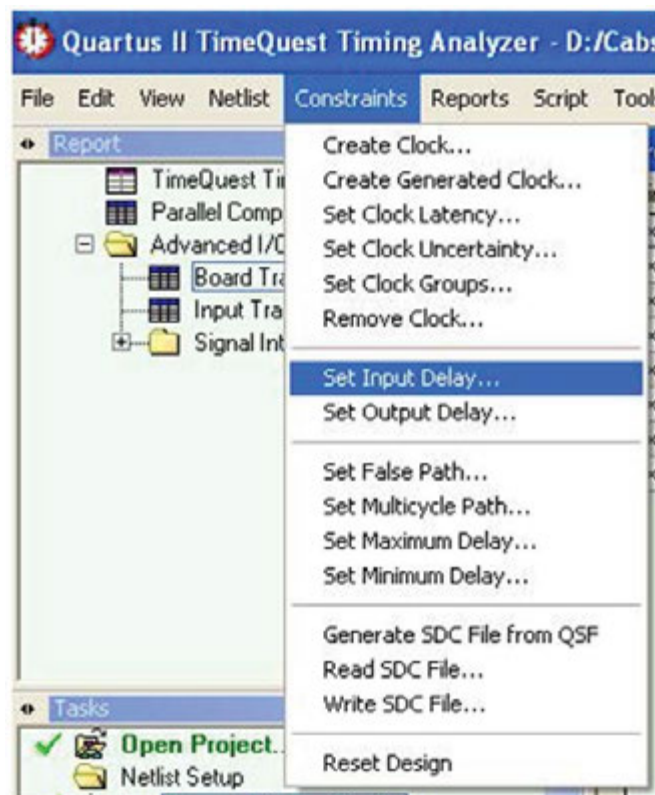 Quartus II TimeQuest Timing Analyzer - D:/Cabs
File Edit View Netlist Constraints Reports Script Tool
Report
TimeQuest Ti
Parallel Comp
Advanced I/O
Board Tra
Input Tra
Signal Int
Create Clock...
Create Generated Clock...
Set Clock Latency...
Set Clock Uncertainty...
Set Clock Groups...
Remove Clock...
Set Input Delay...
Set Output Delay...
Set False Path...
Set Multicycle Path...
Set Maximum Delay...
Set Minimum Delay...
Generate SDC File from QSF
Read SDC File...
Write SDC File...
Reset Design
Tasks
Open Project..
Netlist Setup